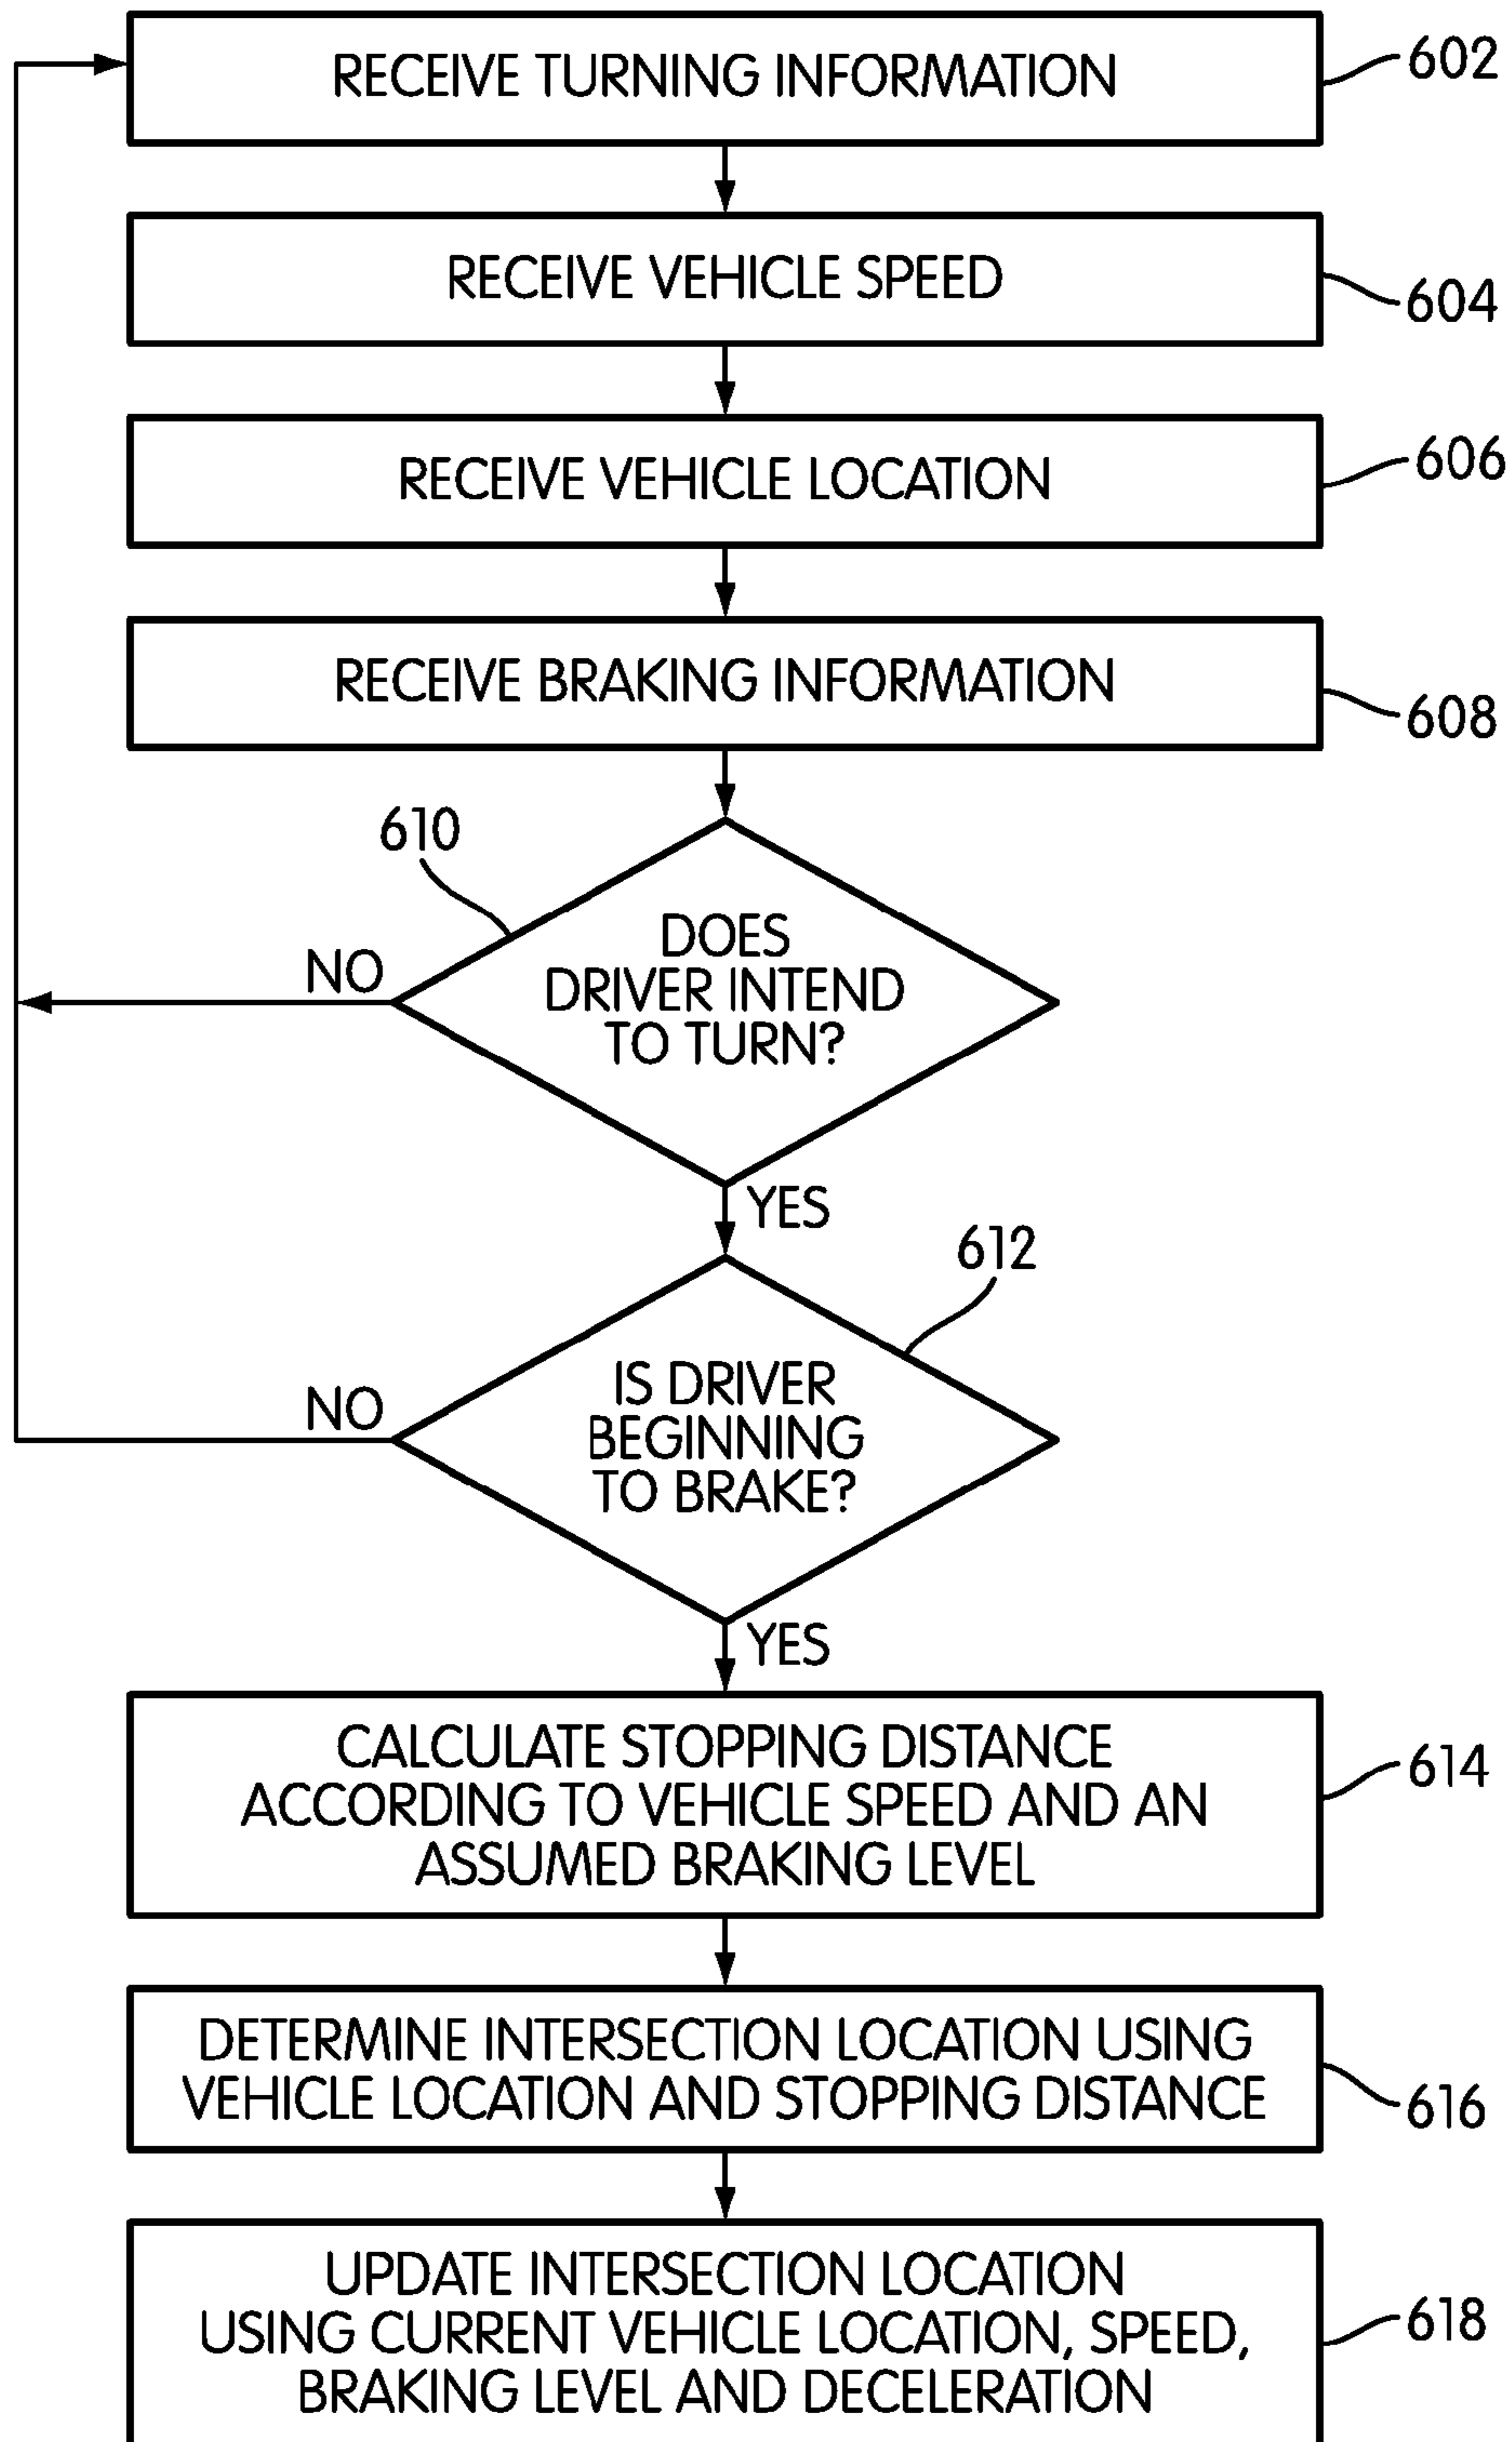 RECEIVE TURNING INFORMATION
602
RECEIVE VEHICLE SPEED
604
RECEIVE VEHICLE LOCATION
606
RECEIVE BRAKING INFORMATION
608
610
DOES
DRIVER INTEND
TO TURN?
NO
YES
612
IS DRIVER
BEGINNING
TO BRAKE?
NO
YES
CALCULATE STOPPING DISTANCE
ACCORDING TO VEHICLE SPEED AND AN
ASSUMED BRAKING LEVEL
614
DETERMINE INTERSECTION LOCATION USING
VEHICLE LOCATION AND STOPPING DISTANCE
616
UPDATE INTERSECTION LOCATION
USING CURRENT VEHICLE LOCATION, SPEED,
BRAKING LEVEL AND DECELERATION
618